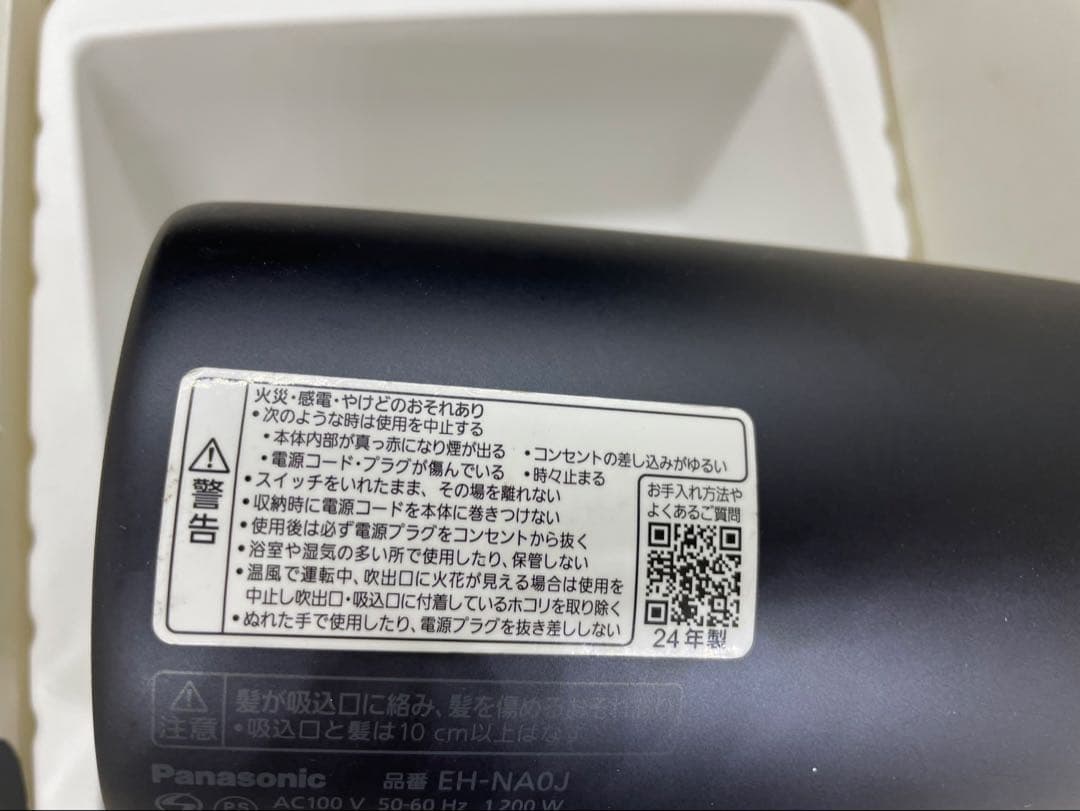 警告
火災・感電・やけどのおそれあり
•次のような時は使用を中止する
•本体内部が真っ赤になり煙が出る •コンセントの差し込みがゆるい
•電源コード・プラグが傷んでいる •時々止まる
•スイッチをいれたまま、その場を離れない
•収納時に電源コードを本体に巻きつけない
•使用後は必ず電源プラグをコンセントから抜く
•浴室や湿気の多い所で使用したり、保管しない
•温風で運転中、吹出口に火花が見える場合は使用を
中止し吹出口・吸込口に付着しているホコリを取り除く
•ぬれた手で使用したり、電源プラグを抜き差ししない
お手入れ方法や
よくあるご質問
24年製
注意
髪が吸込口に絡み、髪を傷めるおそれあり
•吸込口と髪は10 cm以上はなす
Panasonic 品番 EH-NA0J
PS AC100 V 50-60 Hz 1200 W